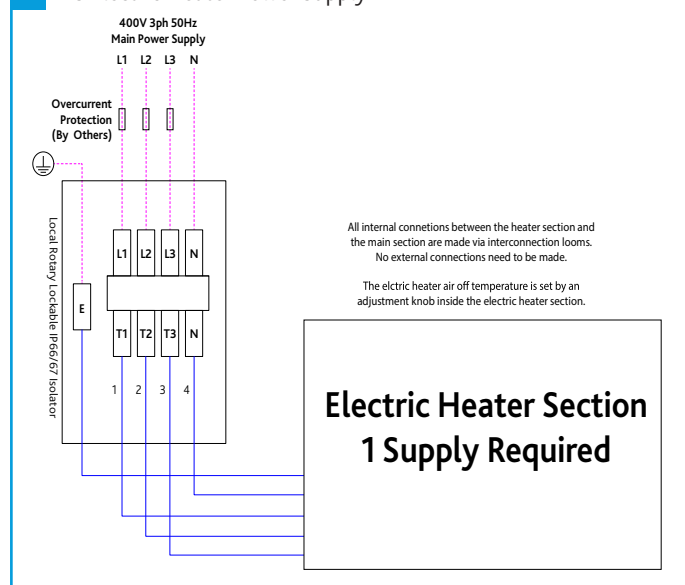 400V 3ph 50Hz
Main Power Supply
L1 L2 L3 N
Overcurrent
Protection
(By Others)
Local Rotary Lockable IP66/67 Isolator
L1 L2 L3 N
E
T1 T2 T3 N
1 2 3 4
All internal connetions between the heater section and
the main section are made via interconnection looms.
No external connections need to be made.
The elctric heater air off temperature is set by an
adjustment knob inside the electric heater section.
Electric Heater Section
1 Supply Required